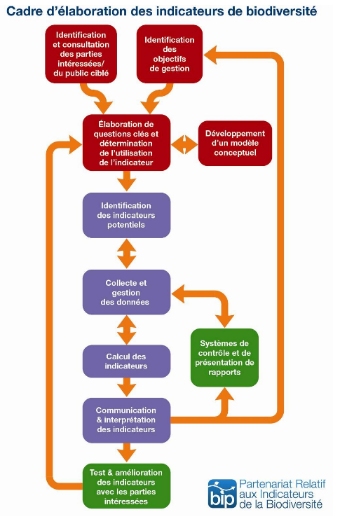 Cadre d'élaboration des indicateurs de biodiversité
Identification
et consultation
des parties
intéressées/
du public ciblé
Identification
des
objectifs
de gestion
Élaboration de
questions clés et
détermination
de l'utilisation
de l'indicateur
Développement
d'un modèle
conceptuel
Identification
des indicateurs
potentiels
Collecte et
gestion
des données
Systèmes de
contrôle et de
présentation de
rapports
Calcul des
indicateurs
Communication
& Interprétation
des indicateurs
Test & amélioration
des indicateurs
avec les parties
intéressées
bip
Partenariat Relatif
aux Indicateurs
de la Biodiversité